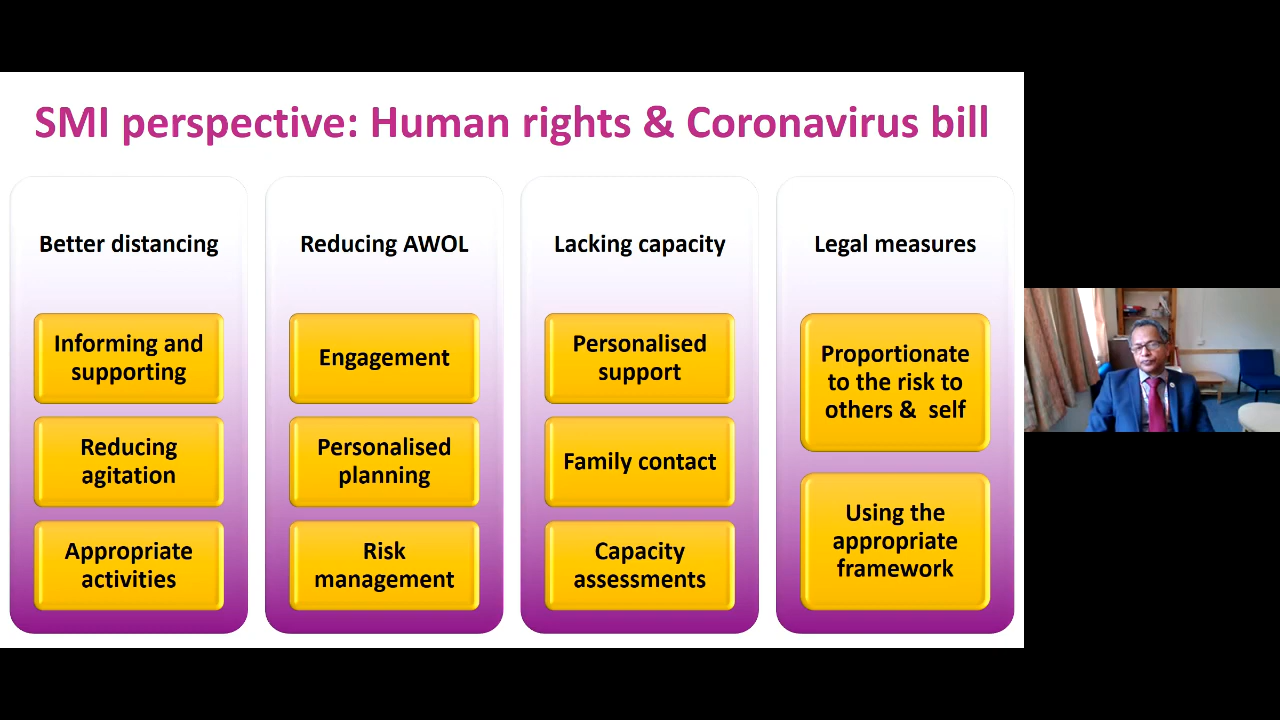 SMI perspective: Human rights & Coronavirus bill
Better distancing
Informing and
supporting
Reducing
agitation
Appropriate
activities
Reducing AWOL
Engagement
Personalised
planning
Risk
management
Lacking capacity
Personalised
support
Family contact
Capacity
assessments
Legal measures
Proportionate
to the risk to
others & self
Using the
appropriate
framework